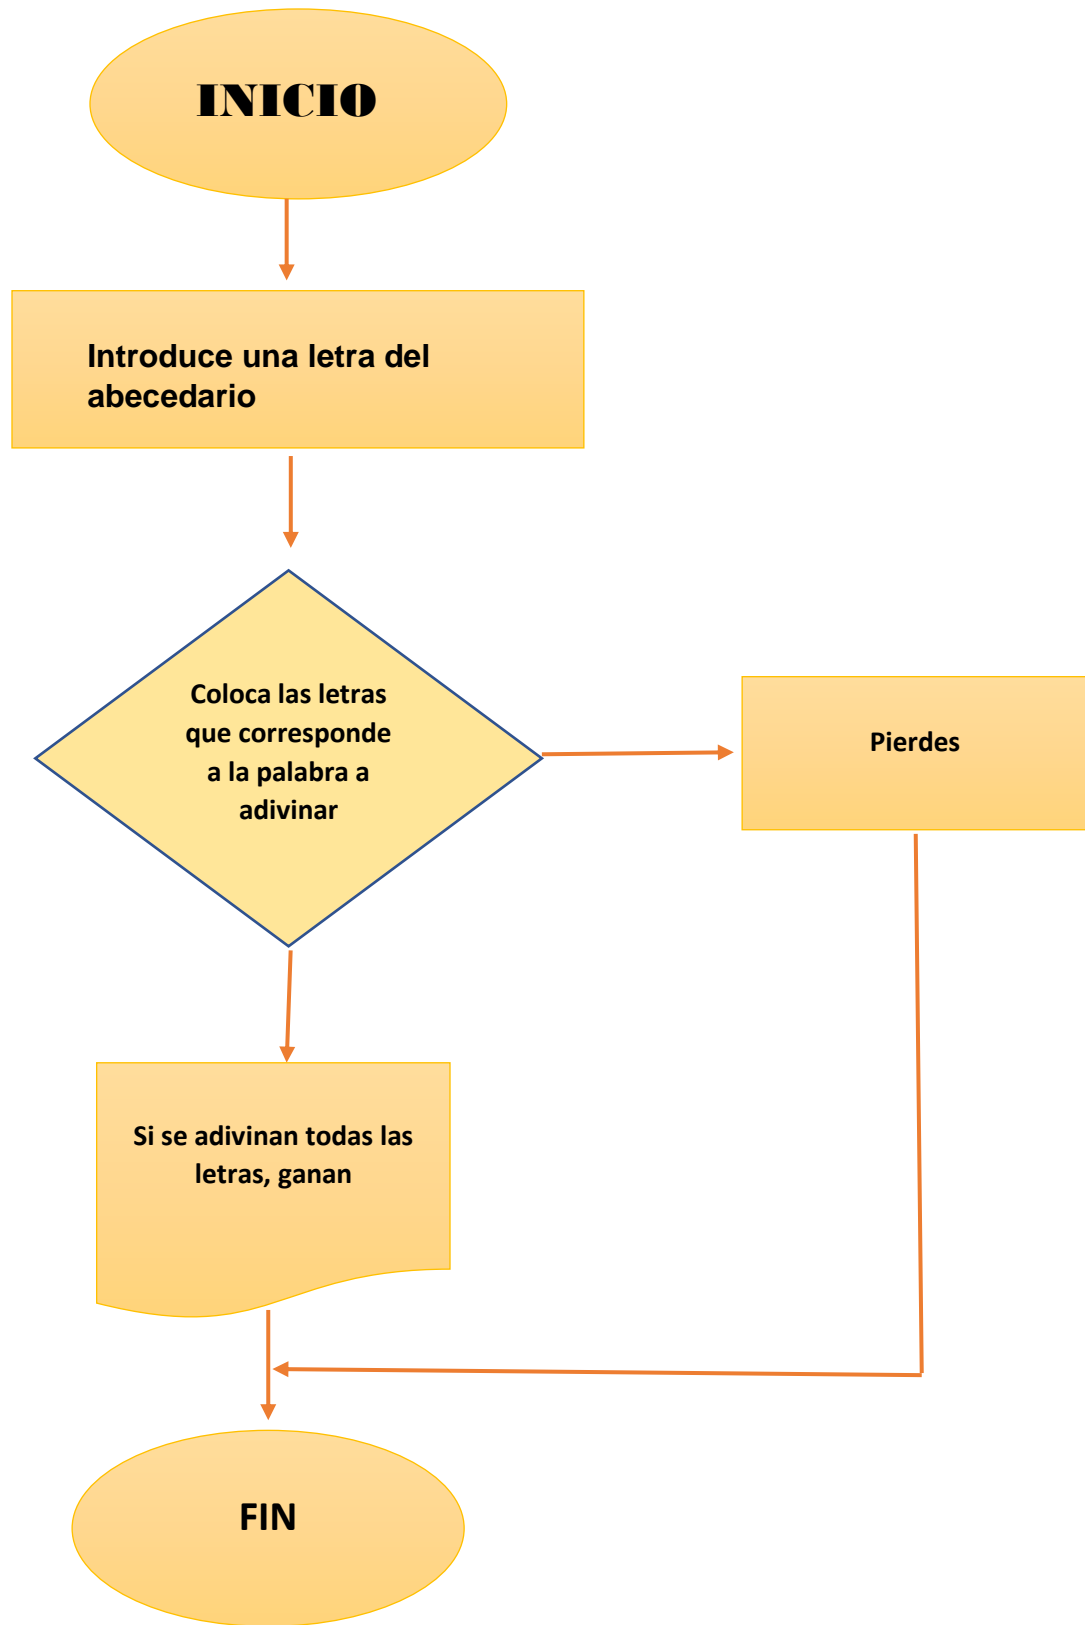 INICIO
Introduce una letra del
abecedario
Coloca las letras
que corresponde
a la palabra a
adivinar
Pierdes
Si se adivinan todas las
letras, ganan
FIN